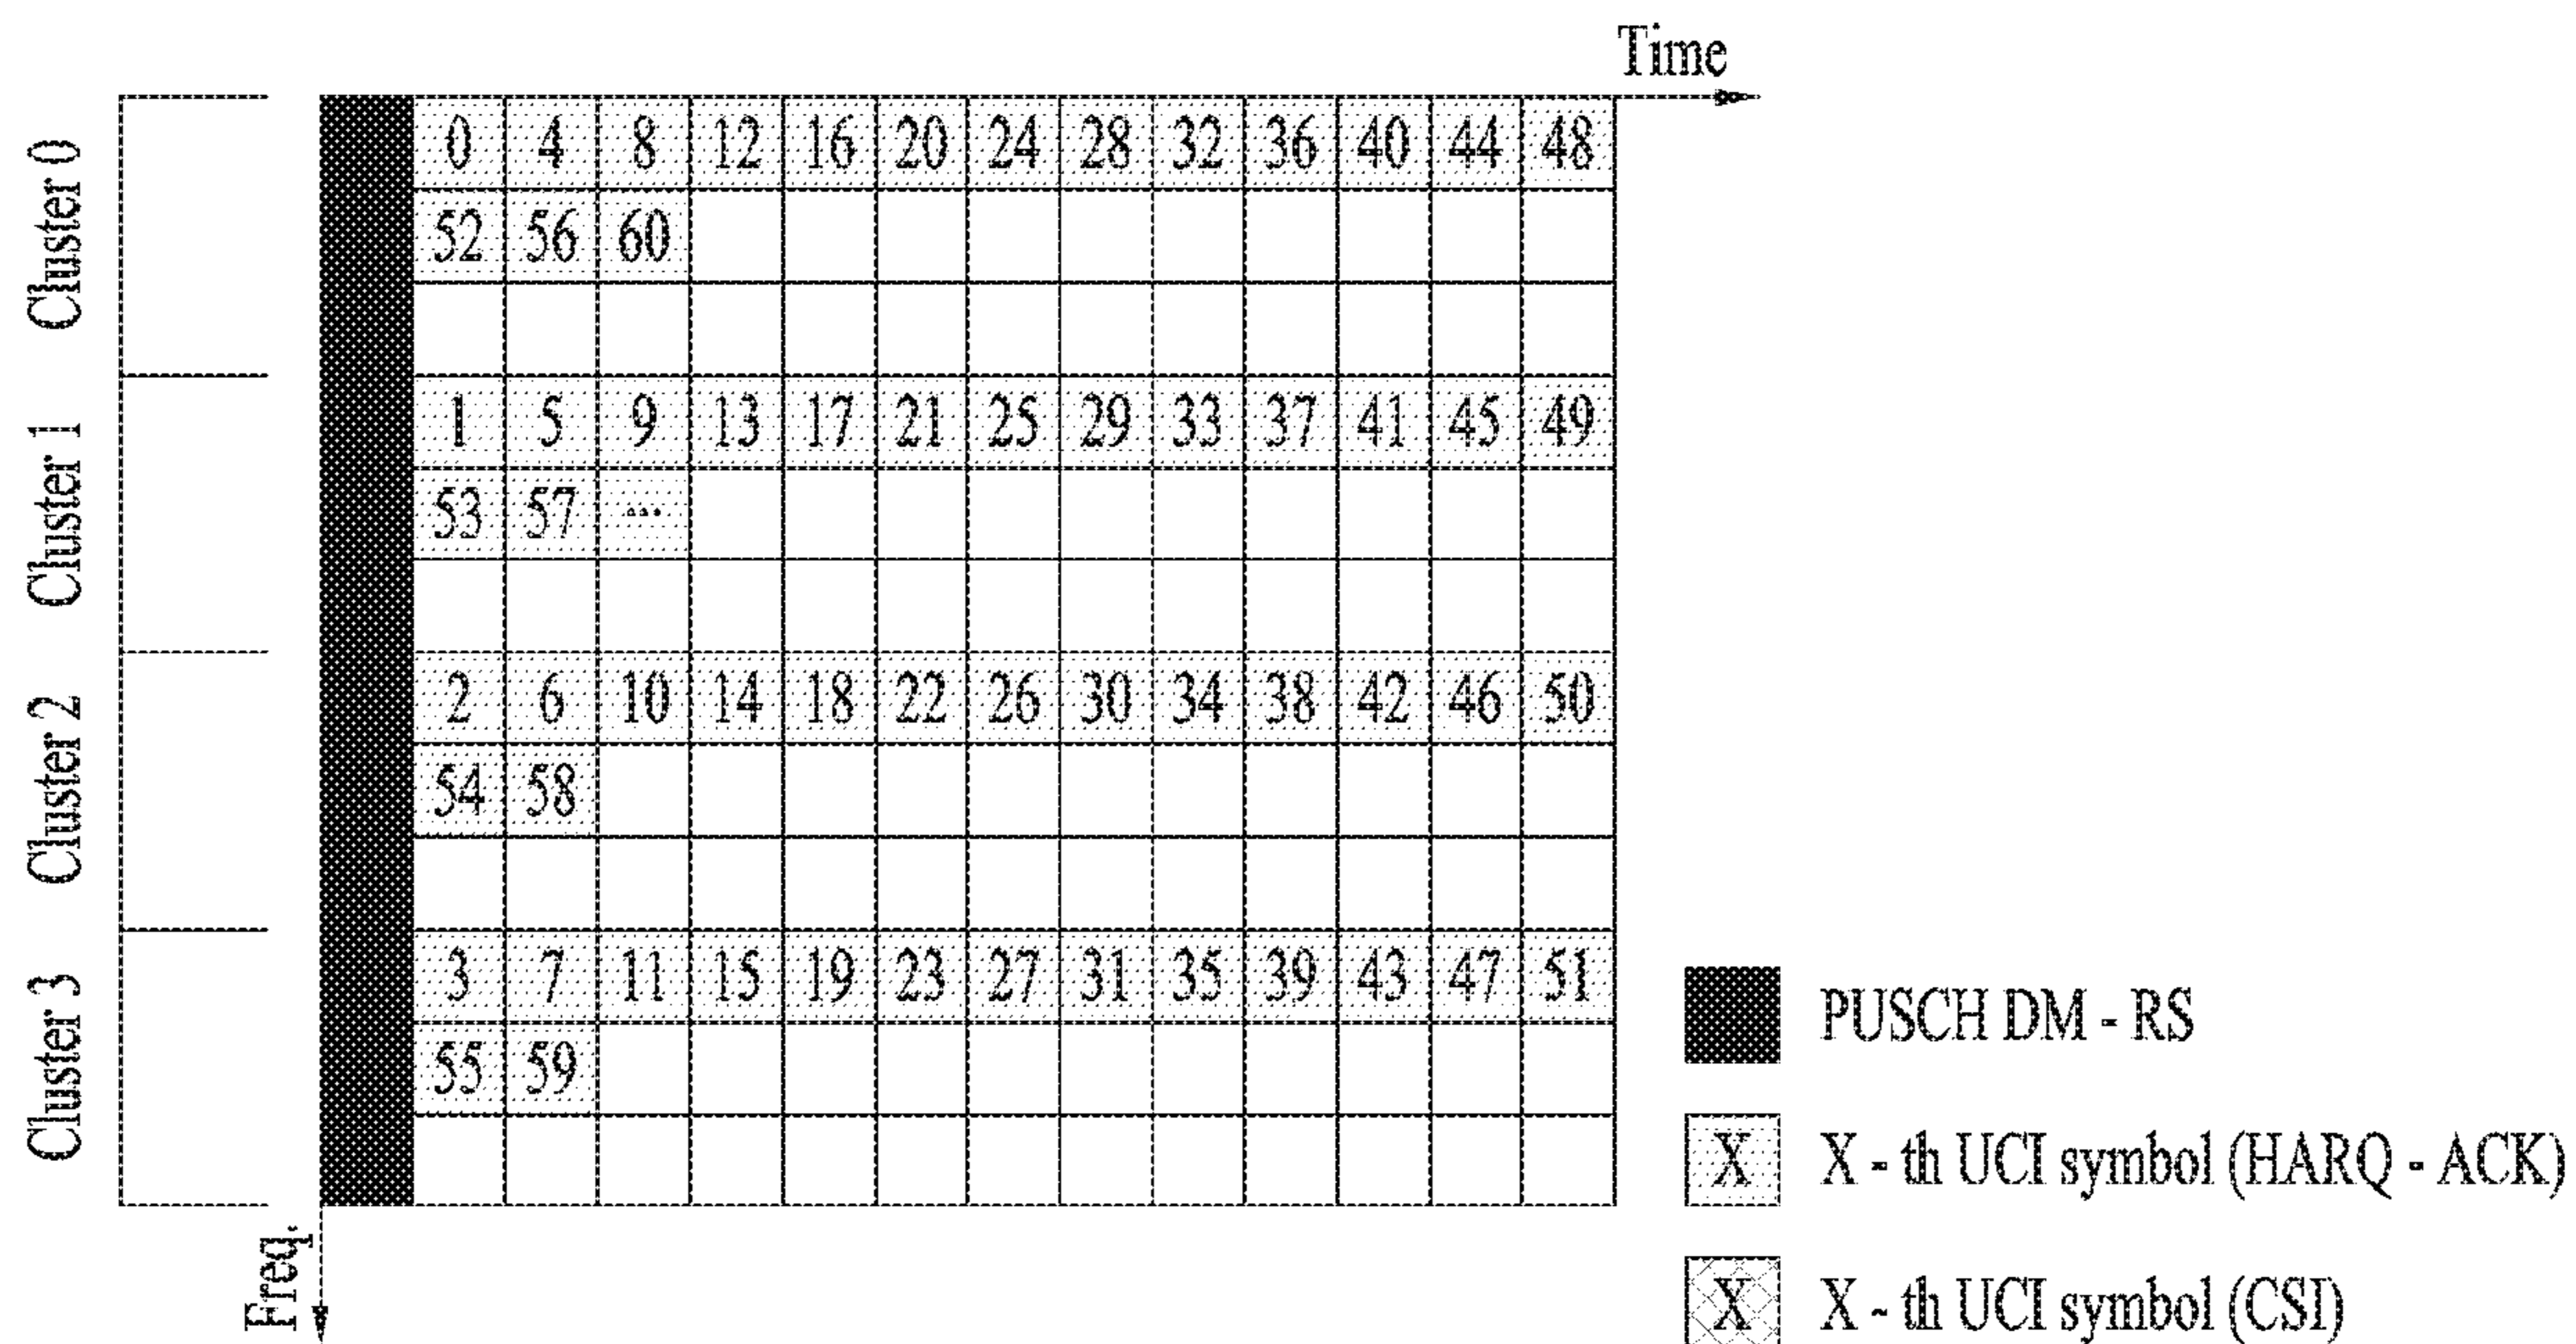 Time
Cluster 0
0 4 8 12 16 20 24 28 32 36 40 44 48
52 56 60
Cluster 1
1 5 9 13 17 21 25 29 33 37 41 45 49
53 57 ...
Cluster 2
2 6 10 14 18 22 26 30 34 38 42 46 50
54 58
Cluster 3
3 7 11 15 19 23 27 31 35 39 43 47 51
55 59
Freq.
PUSCH DM - RS
X X - th UCI symbol (HARQ - ACK)
X X - th UCI symbol (CSI)